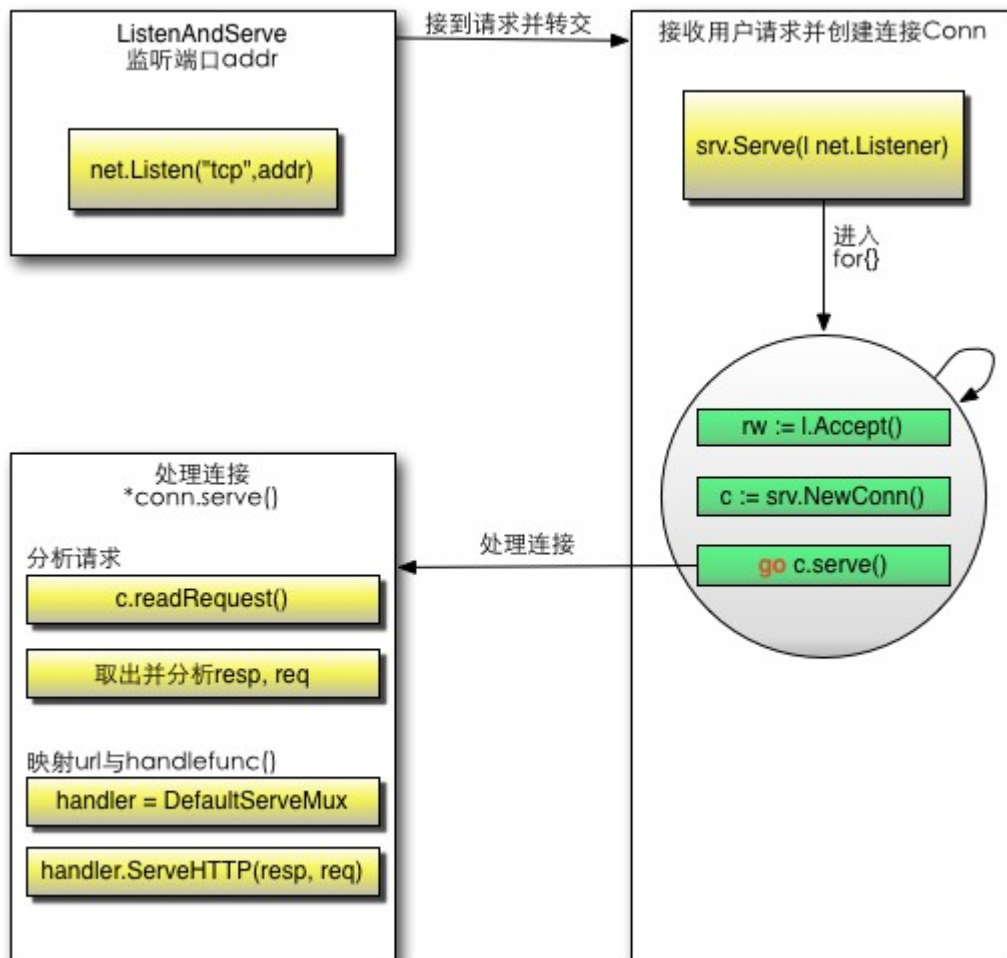 ListenAndServe
监听端口addr
net.Listen("tcp",addr)
接到请求并转交
接收用户请求并创建连接Conn
srv.Serve(l net.Listener)
进入
for{}
rw := l.Accept()
c := srv.NewConn()
go c.serve()
处理连接
处理连接
*conn.serve()
分析请求
c.readRequest()
取出并分析resp, req
映射url与handlefunc()
handler = DefaultServeMux
handler.ServeHTTP(resp, req)